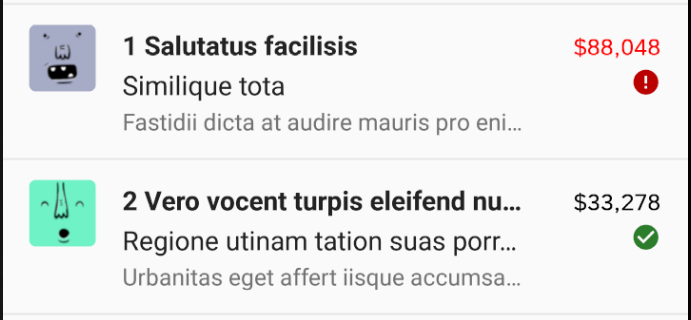 1 Salutatus facilisis
$88,048
Similique tota
Fastidii dicta at audire mauris pro eni...
2 Vero vocent turpis eleifend nu...
$33,278
Regione utinam tation suas porr...
Urbanitas eget affert iisque accumsa...